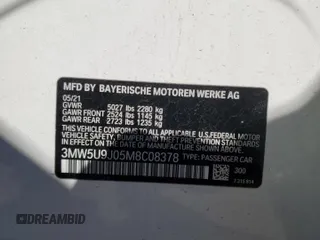 MFD BY BAYERISCHE MOTOREN WERKE AG
05/21
GVWR 5027 lbs 2280 kg
GAWR FRONT 2524 lbs 1145 kg
GAWR REAR 2723 lbs 1235 kg
THIS VEHICLE CONFORMS TO ALL APPLICABLE U.S. FEDERAL MOTOR
VEHICLE SAFETY, BUMPER, AND THEFT PREVENTION STANDARDS
IN EFFECT ON THE DATE OF MANUFACTURE SHOWN ABOVE.
3MW5U9J05M8C08378 TYPE: PASSENGER CAR
300
DREAMBID